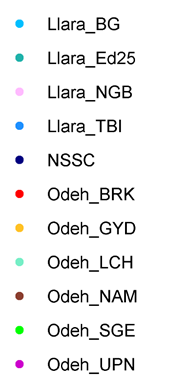 Llara_BG
Llara_Ed25
Llara_NGB
Llara_TBI
NSSC
Odeh_BRK
Odeh_GYD
Odeh_LCH
Odeh_NAM
Odeh_SGE
Odeh_UPN